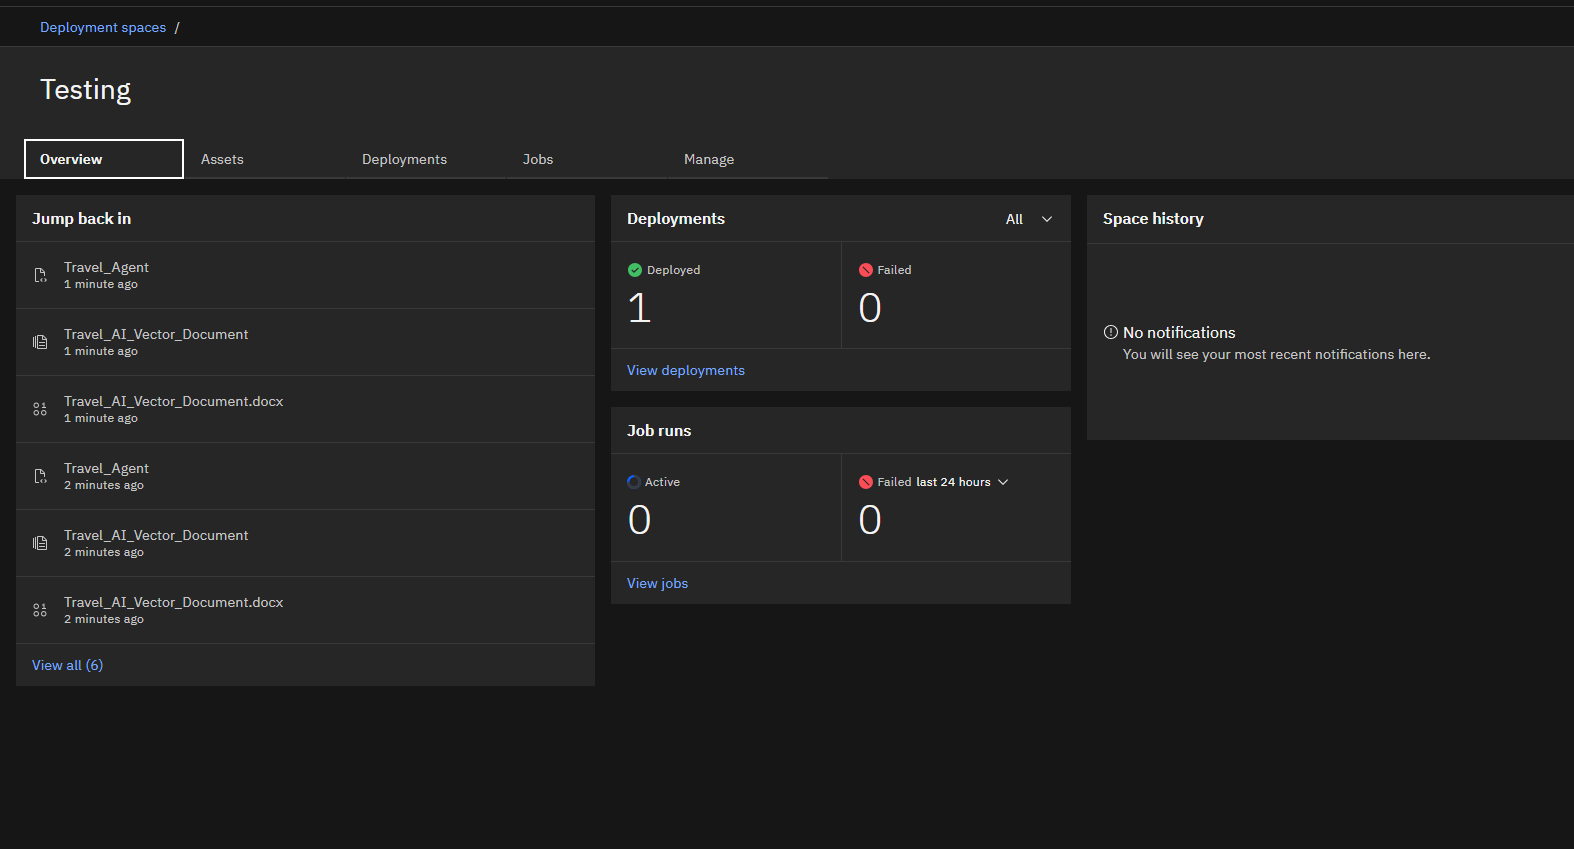 Deployment spaces /
Testing
Overview
Assets
Deployments
Jobs
Manage
Jump back in
Travel_Agent
1 minute ago
Travel_AI_Vector_Document
1 minute ago
Travel_AI_Vector_Document.docx
1 minute ago
Travel_Agent
2 minutes ago
Travel_AI_Vector_Document
2 minutes ago
Travel_AI_Vector_Document.docx
2 minutes ago
View all (6)
Deployments
All
Deployed
1
Failed
0
View deployments
Job runs
Active
0
Failed last 24 hours
0
View jobs
Space history
No notifications
You will see your most recent notifications here.